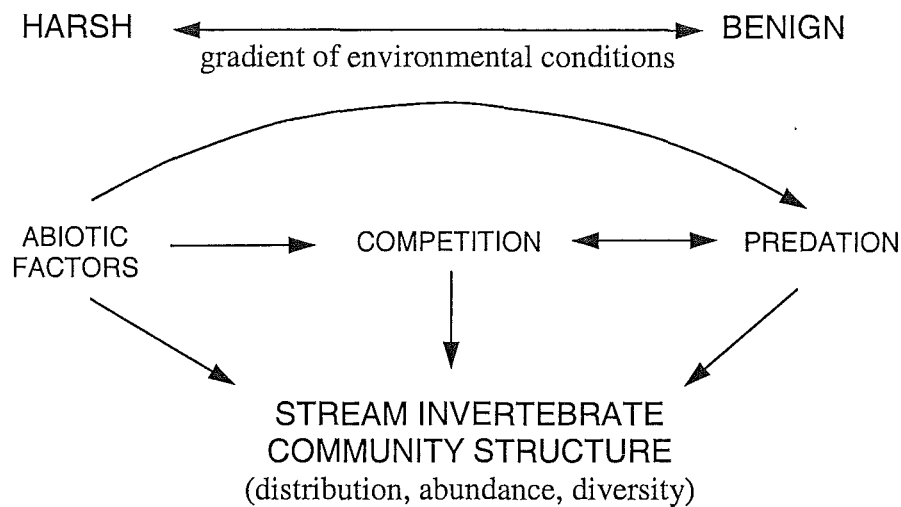 HARSH BENIGN
gradient of environmental conditions
ABIOTIC
FACTORS
COMPETITION
PREDATION
STREAM INVERTEBRATE
COMMUNITY STRUCTURE
(distribution, abundance, diversity)